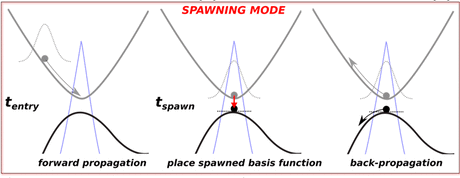 SPAWNING MODE
t_entry
t_spawn
forward propagation
place spawned basis function
back-propagation